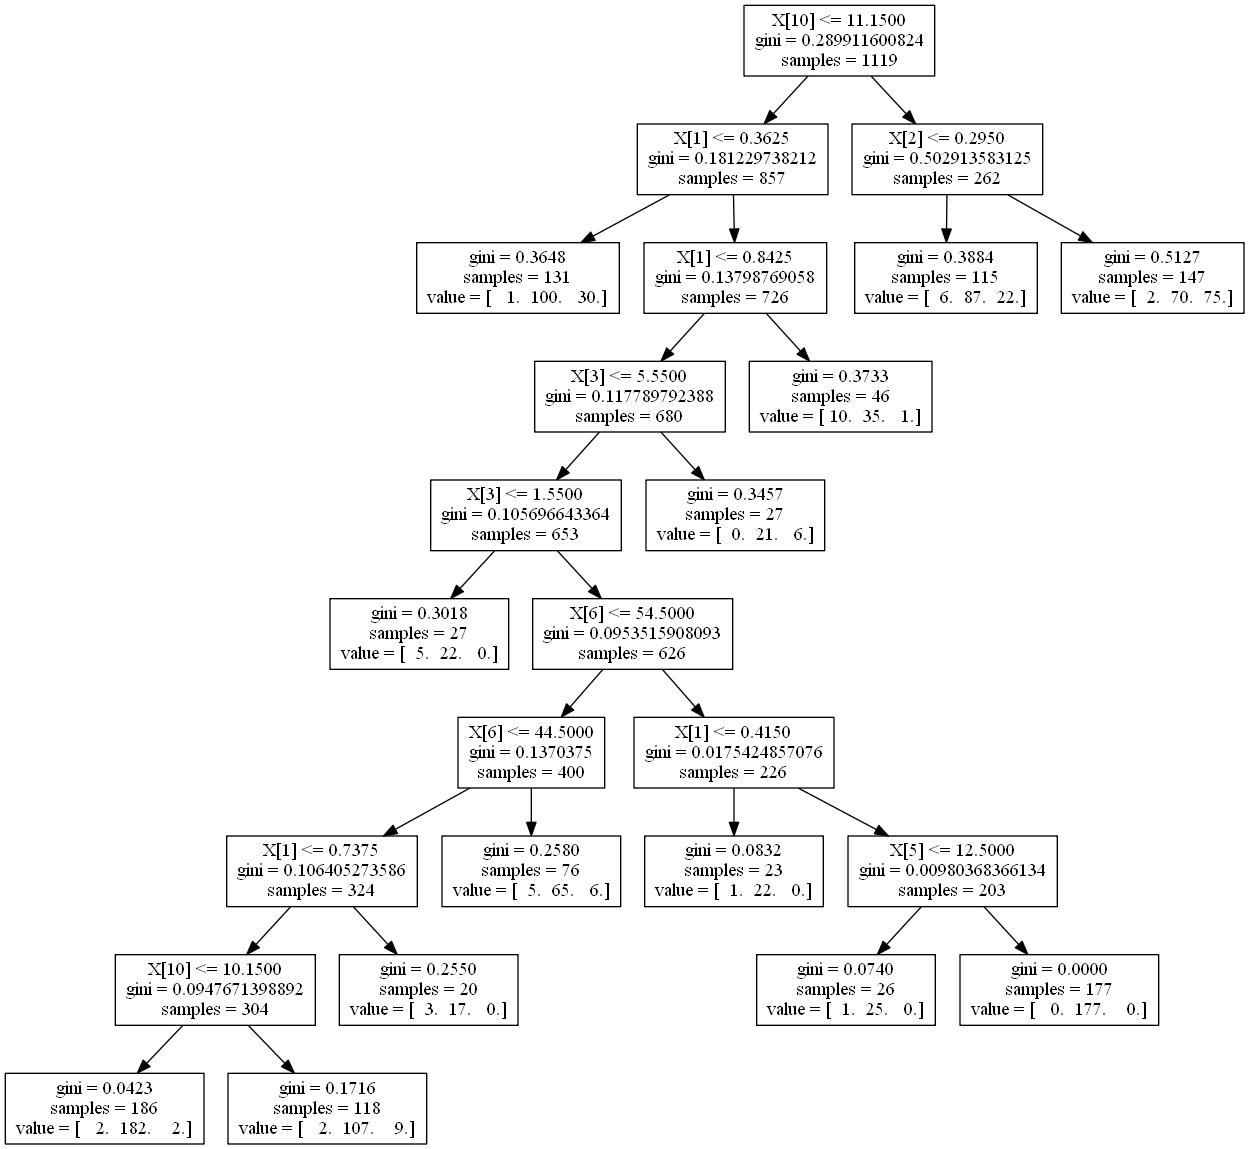 X[10] <= 11.1500
gini = 0.289911600824
samples = 1119
X[1] <= 0.3625
gini = 0.181229738212
samples = 857
X[2] <= 0.2950
gini = 0.502913583125
samples = 262
gini = 0.3648
samples = 131
value = [   1.  100.   30.]
X[1] <= 0.8425
gini = 0.13798769058
samples = 726
gini = 0.3884
samples = 115
value = [  6.  87.  22.]
gini = 0.5127
samples = 147
value = [  2.  70.  75.]
X[3] <= 5.5500
gini = 0.117789792388
samples = 680
gini = 0.3733
samples = 46
value = [ 10.  35.   1.]
X[3] <= 1.5500
gini = 0.105696643364
samples = 653
gini = 0.3457
samples = 27
value = [  0.  21.   6.]
gini = 0.3018
samples = 27
value = [  5.  22.   0.]
X[6] <= 54.5000
gini = 0.0953515908093
samples = 626
X[6] <= 44.5000
gini = 0.1370375
samples = 400
X[1] <= 0.4150
gini = 0.0175424857076
samples = 226
X[1] <= 0.7375
gini = 0.106405273586
samples = 324
gini = 0.2580
samples = 76
value = [  5.  65.   6.]
gini = 0.0832
samples = 23
value = [  1.  22.   0.]
X[5] <= 12.5000
gini = 0.00980368366134
samples = 203
X[10] <= 10.1500
gini = 0.0947671398892
samples = 304
gini = 0.2550
samples = 20
value = [  3.  17.   0.]
gini = 0.0740
samples = 26
value = [  1.  25.   0.]
gini = 0.0000
samples = 177
value = [   0.  177.    0.]
gini = 0.0423
samples = 186
value = [   2.  182.    2.]
gini = 0.1716
samples = 118
value = [   2.  107.    9.]